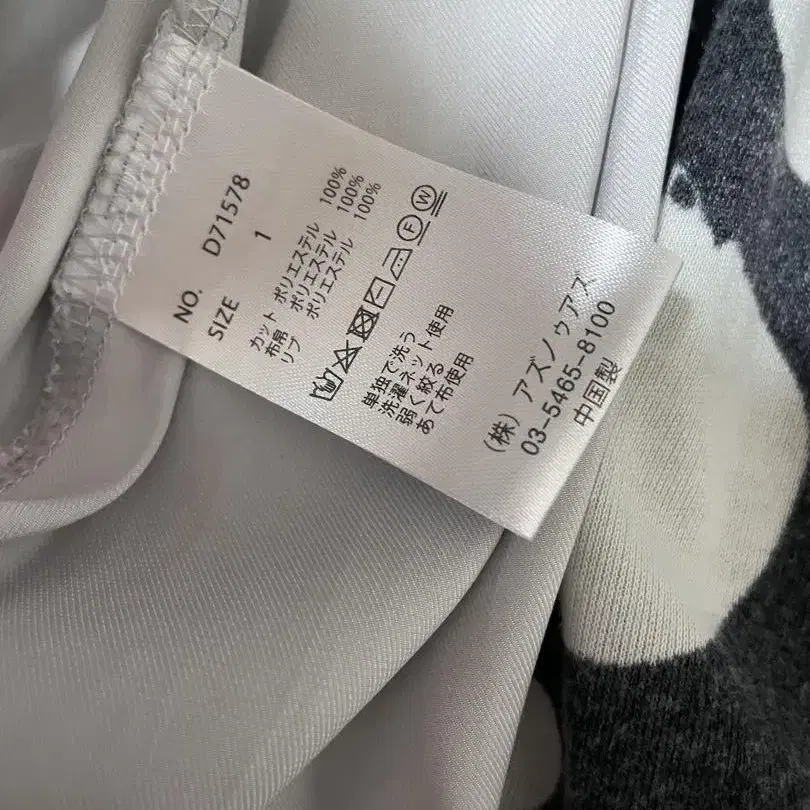 NO. D71578
SIZE 1
カット ポリエステル 100%
布帛 ポリエステル 100%
リブ ポリエステル 100%
F W
単独で洗う
洗濯ネット使用
弱く絞る
あて布使用
(株) アズノゥアズ
03-5465-8100
中国製